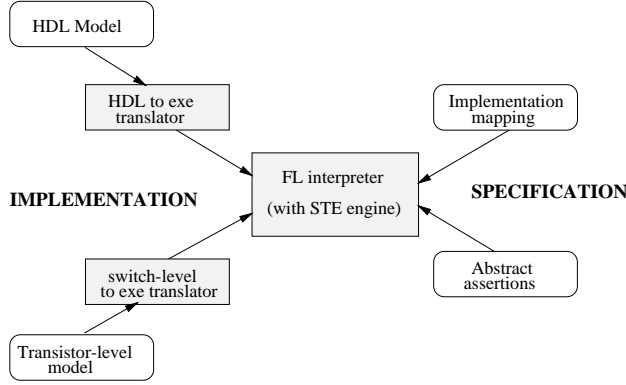 HDL Model
HDL to exe
translator
Implementation
mapping
FL interpreter
(with STE engine)
IMPLEMENTATION
SPECIFICATION
switch-level
to exe translator
Abstract
assertions
Transistor-level
model